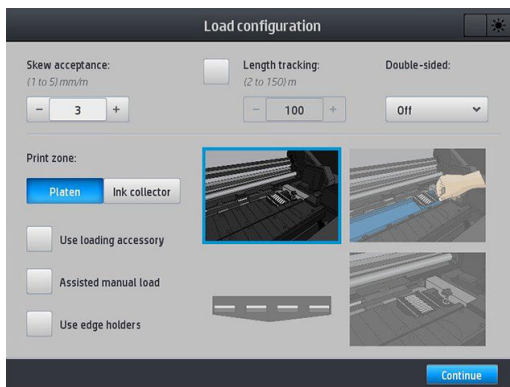 Load configuration
Skew acceptance:
(1 to 5) mm/m
- 3 +
Length tracking:
(2 to 150) m
- 100 +
Double-sided:
Off
Print zone:
Platen
Ink collector
Use loading accessory
Assisted manual load
Use edge holders
Continue